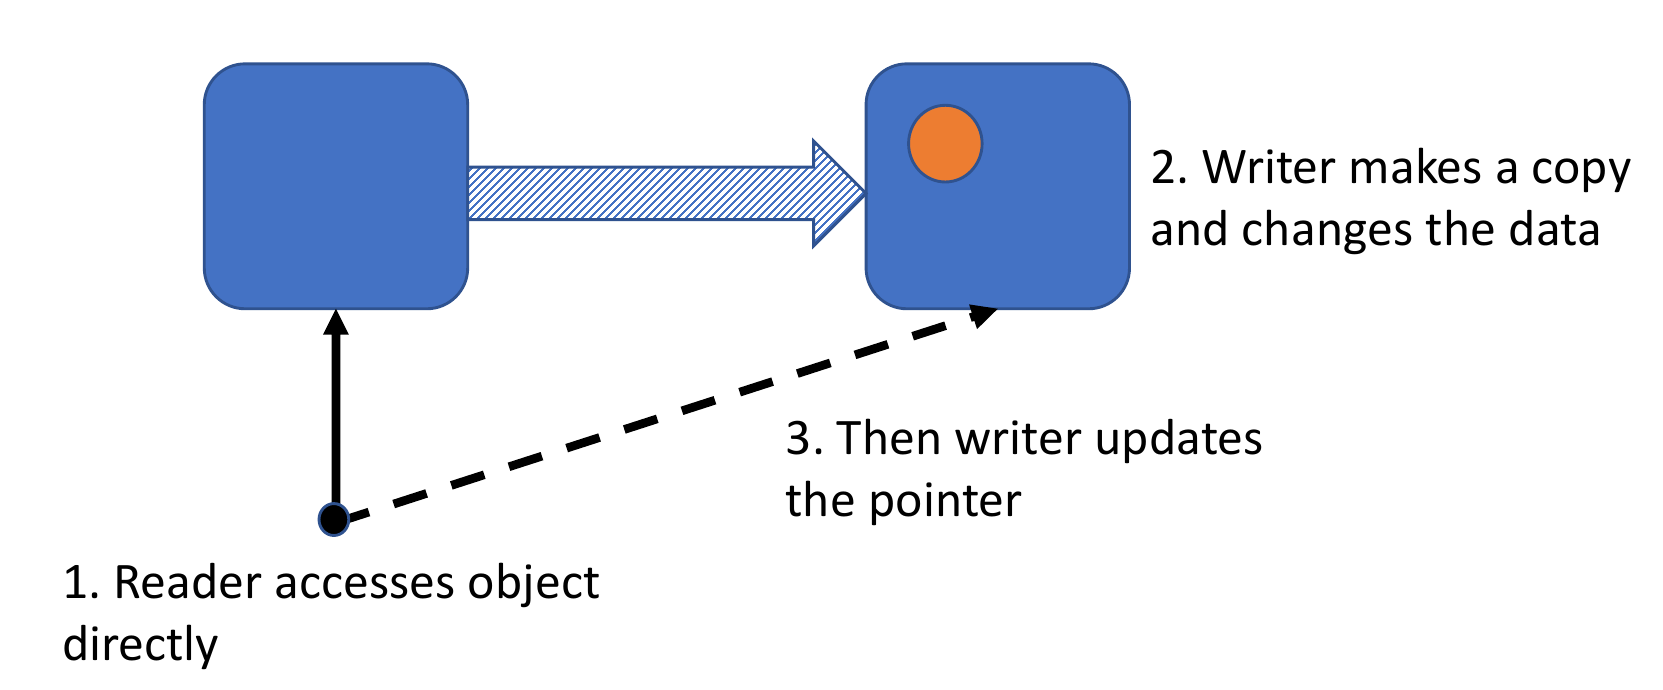 2. Writer makes a copy
and changes the data
3. Then writer updates
the pointer
1. Reader accesses object
directly